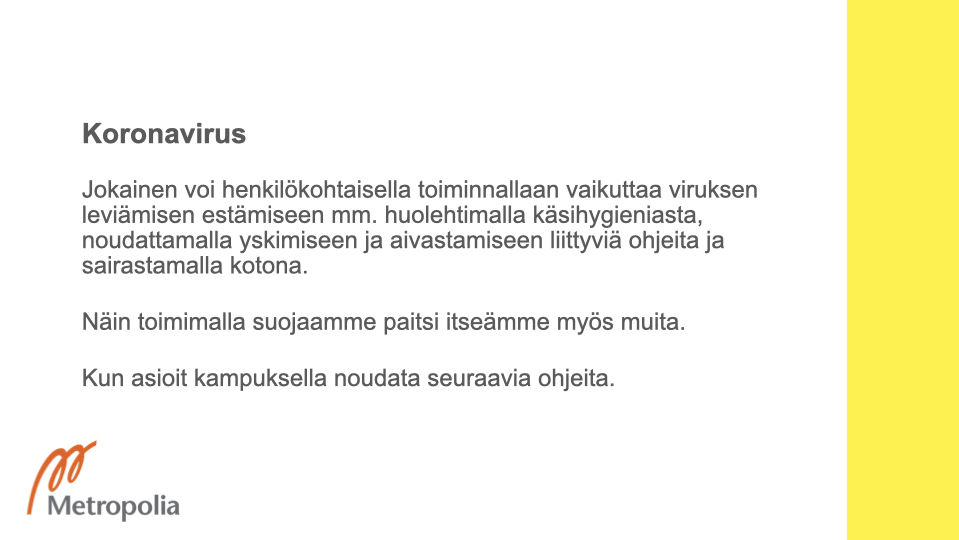 Koronavirus
Jokainen voi henkilökohtaisella toiminnallaan vaikuttaa viruksen
leviämisen estämiseen mm. huolehtimalla käsihygieniasta,
noudattamalla yskimiseen ja aivastamiseen liittyviä ohjeita ja
sairastamalla kotona.
Näin toimimalla suojaamme paitsi itseämme myös muita.
Kun asioit kampuksella noudata seuraavia ohjeita.
Metropolia